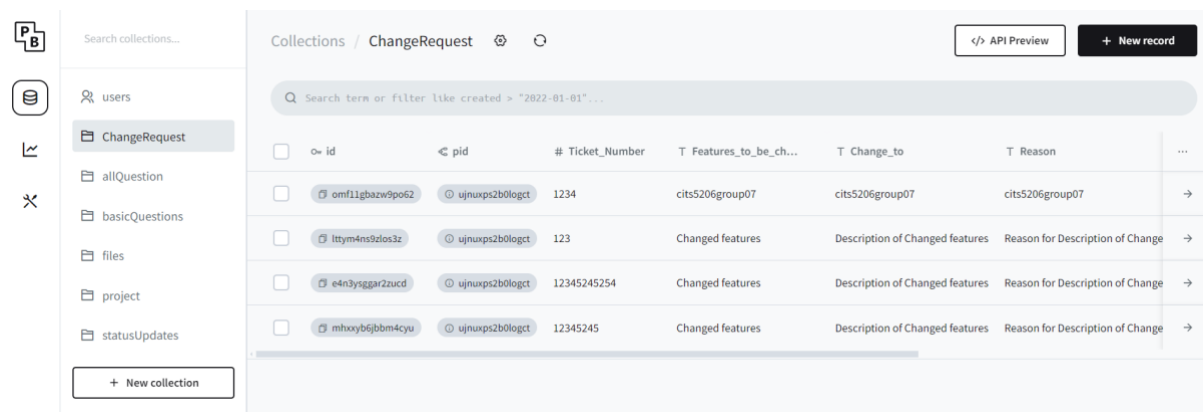 PB
Search collections...
users
ChangeRequest
allQuestion
basicQuestions
files
project
statusUpdates
+ New collection
Collections / ChangeRequest
</> API Preview
+ New record
Search term or filter like created > "2022-01-01"...
id pid # Ticket_Number T Features_to_be_ch... T Change_to T Reason ...
omf11gbazw9po62 ujnuxps2b0logct 1234 cits5206group07 cits5206group07 cits5206group07
lttym4ns9zlos3z ujnuxps2b0logct 123 Changed features Description of Changed features Reason for Description of Change
e4n3ysggar2zucd ujnuxps2b0logct 12345245254 Changed features Description of Changed features Reason for Description of Change
mhxxyb6jbbm4cyu ujnuxps2b0logct 12345245 Changed features Description of Changed features Reason for Description of Change